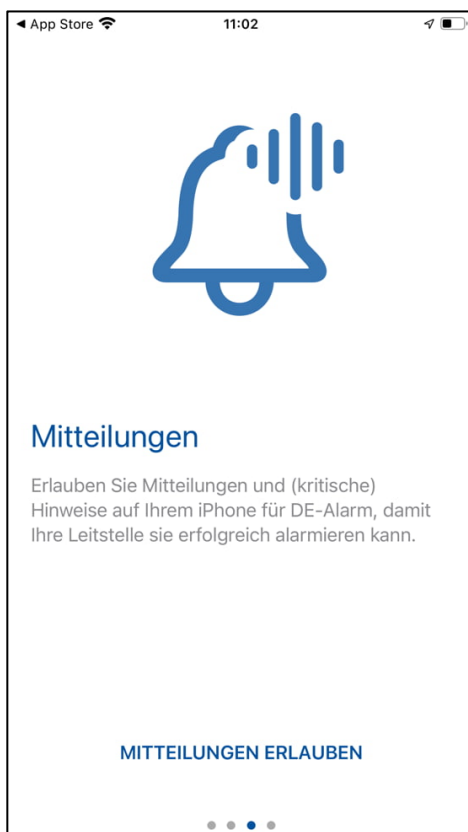 ◀ App Store
11:02
Mitteilungen
Erlauben Sie Mitteilungen und (kritische)
Hinweise auf Ihrem iPhone für DE-Alarm, damit
Ihre Leitstelle sie erfolgreich alarmieren kann.
MITTEILUNGEN ERLAUBEN